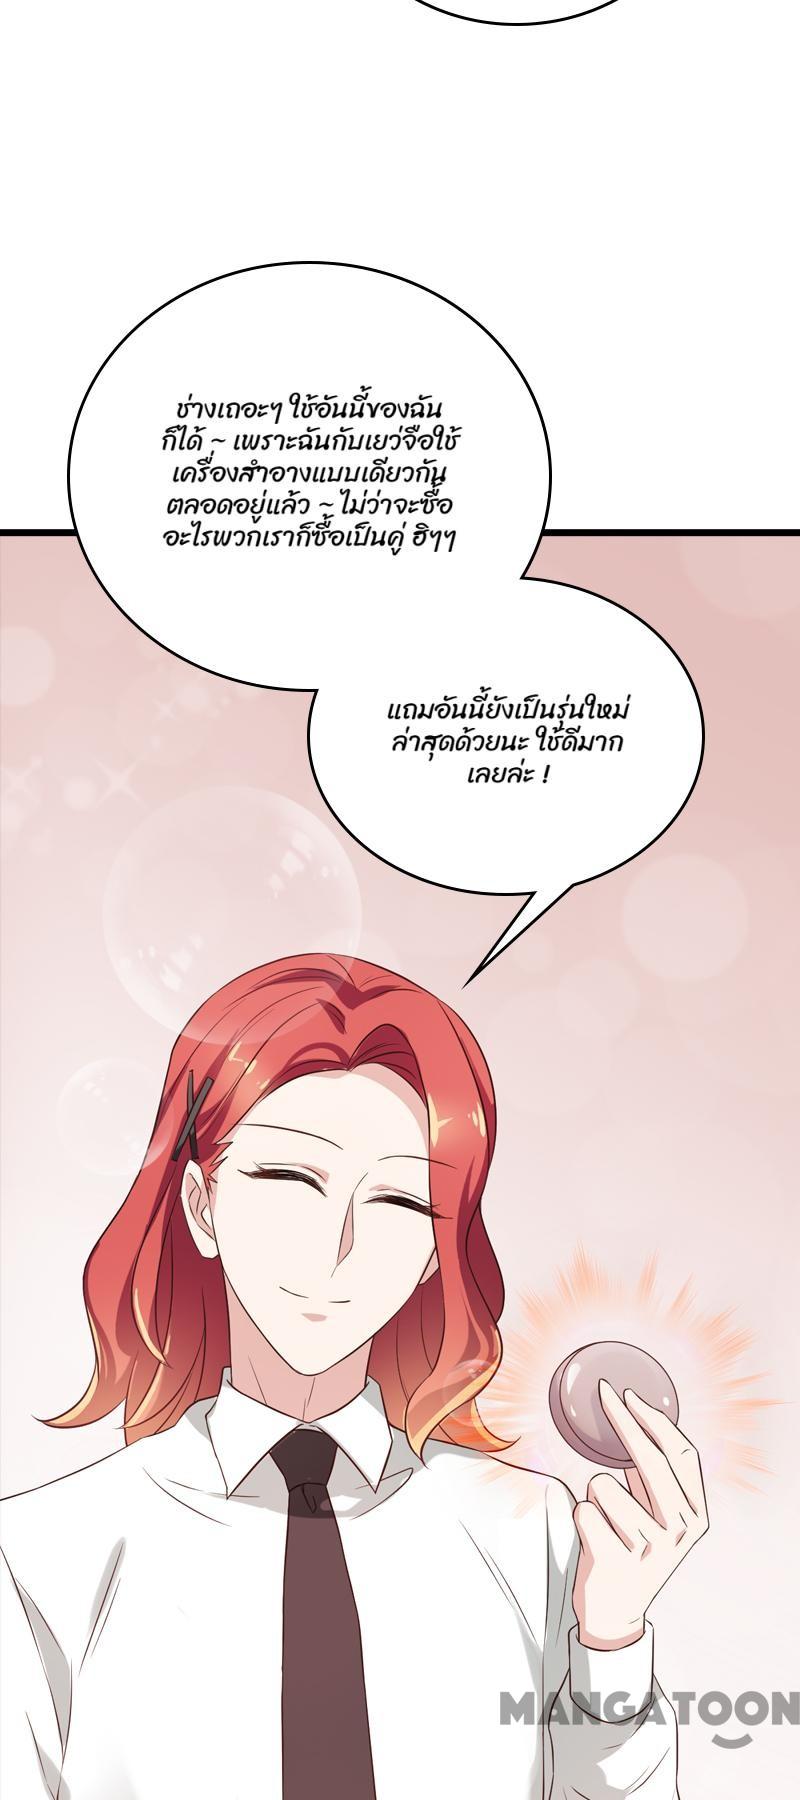 ช่างเถอะๆ ใช้อันนี้ของฉัน
ก็ได้ ~ เพราะฉันกับเยว่จือใช้
เครื่องสำอางแบบเดียวกัน
ตลอดอยู่แล้ว ~ ไม่ว่าจะซื้อ
อะไรพวกเราก็ซื้อเป็นคู่ ฮิๆๆ
แถมอันนี้ยังเป็นรุ่นใหม่
ล่าสุดด้วยนะ ใช้ดีมาก
เลยล่ะ !
MANGATOON